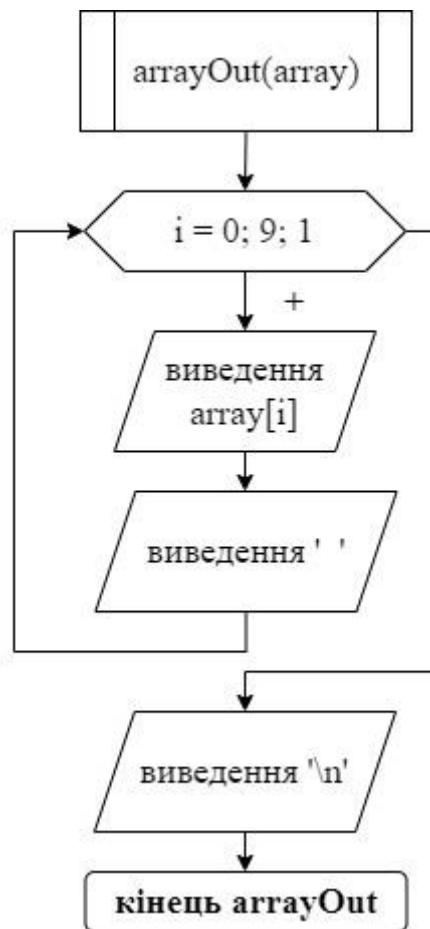 arrayOut(array)
i = 0; 9; 1
+
виведення
array[i]
виведення ' '
виведення '\n'
кінець arrayOut